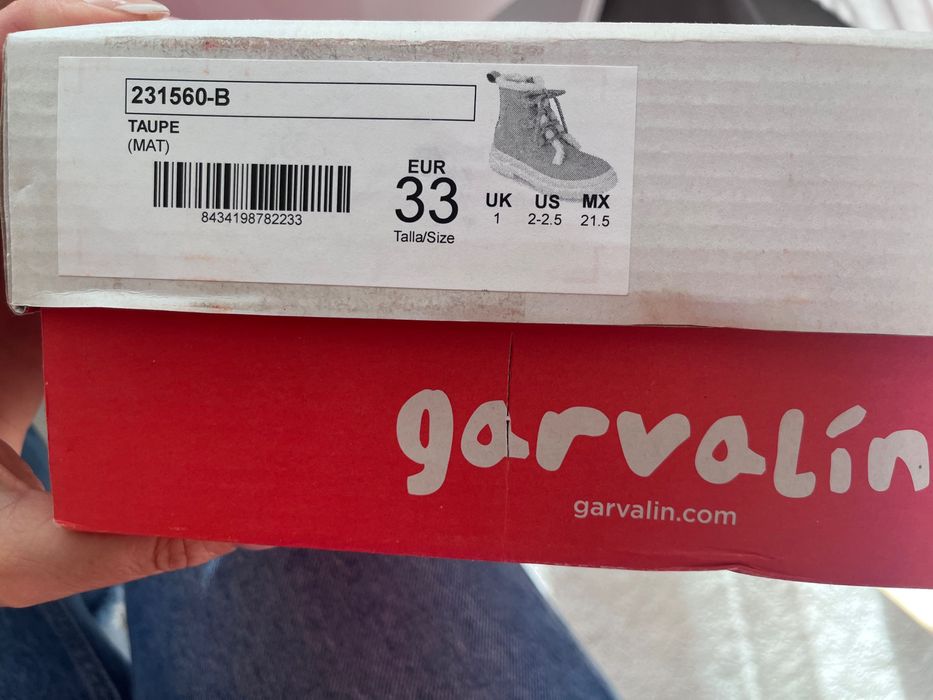 231560-B
TAUPE
(MAT)
8434198782233
EUR
33
Talla/Size
UK US MX
1 2-2.5 21.5
garvalín
garvalin.com